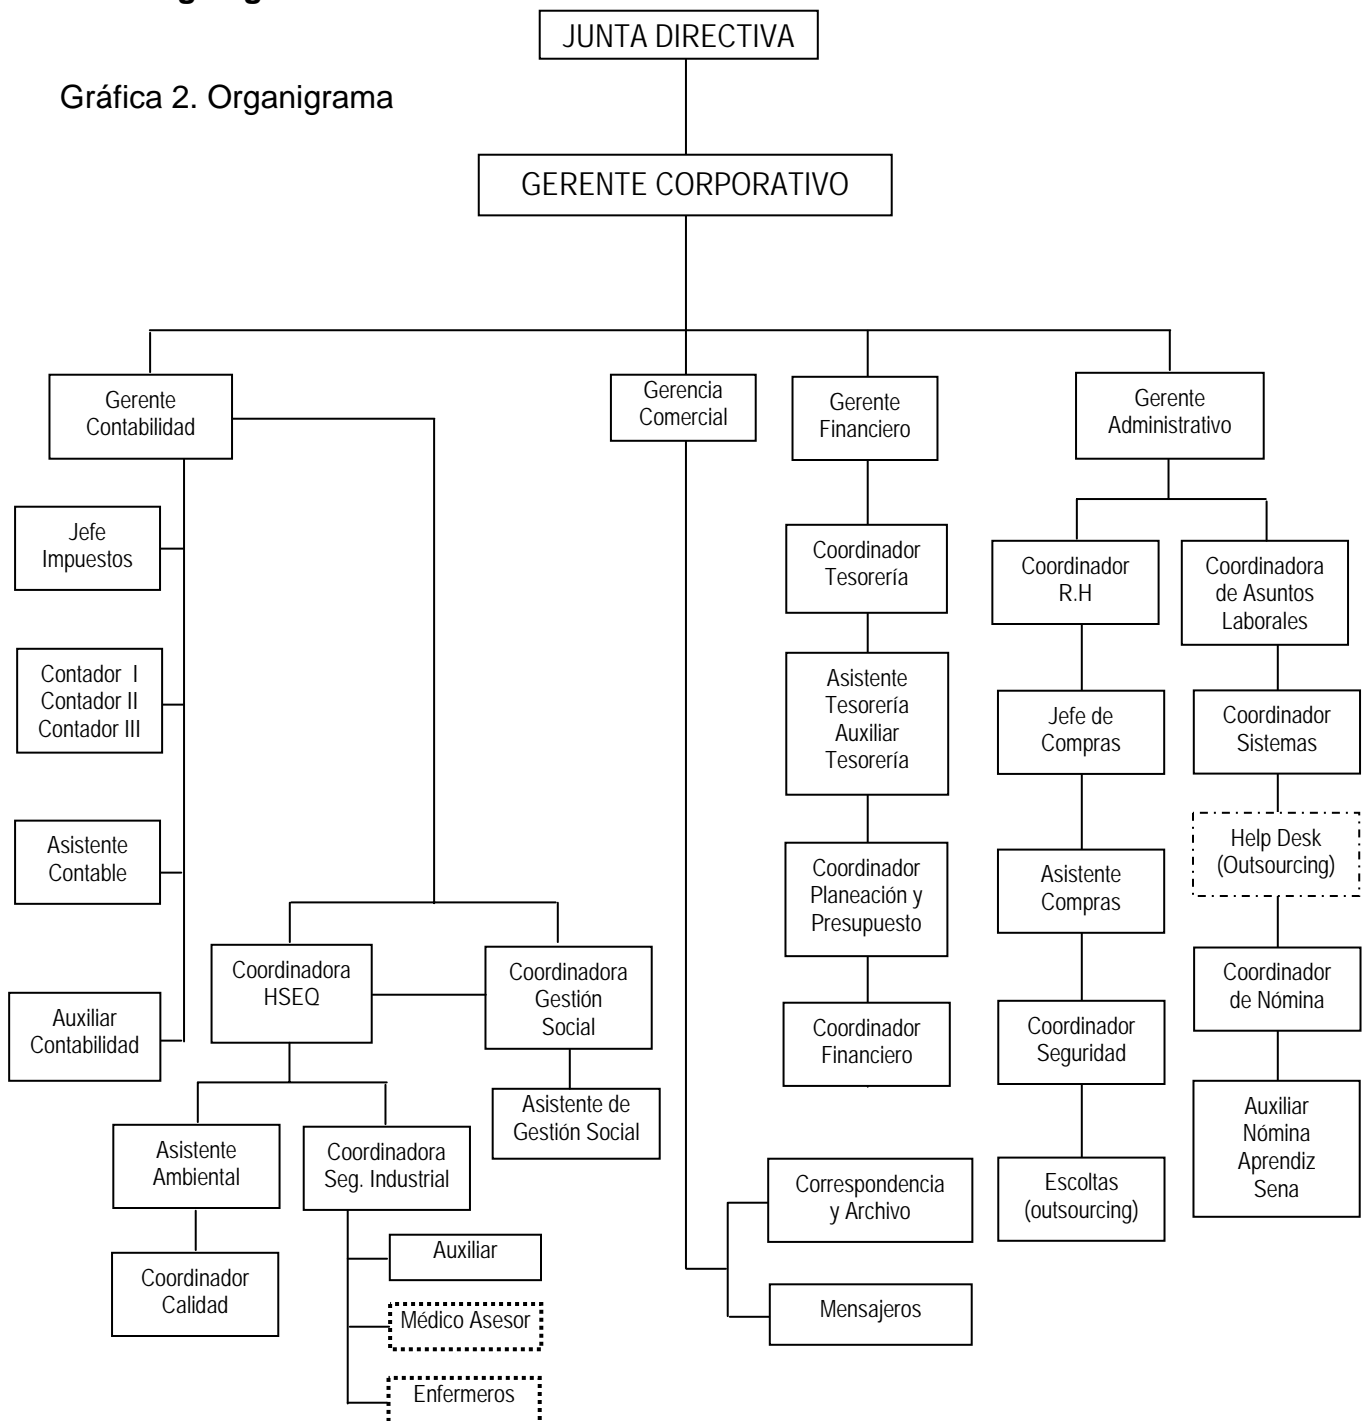 JUNTA DIRECTIVA
Gráfica 2. Organigrama
GERENTE CORPORATIVO
Gerente
Contabilidad
Gerencia
Comercial
Gerente
Financiero
Gerente
Administrativo
Jefe
Impuestos
Contador I
Contador II
Contador III
Asistente
Contable
Auxiliar
Contabilidad
Coordinadora
HSEQ
Coordinadora
Gestión
Social
Asistente de
Gestión Social
Asistente
Ambiental
Coordinadora
Seg. Industrial
Coordinador
Calidad
Auxiliar
Médico Asesor
Enfermeros
Correspondencia
y Archivo
Mensajeros
Coordinador
Tesorería
Asistente
Tesorería
Auxiliar
Tesorería
Coordinador
Planeación y
Presupuesto
Coordinador
Financiero
Coordinador
R.H
Jefe de
Compras
Asistente
Compras
Coordinador
Seguridad
Escoltas
(outsourcing)
Coordinadora
de Asuntos
Laborales
Coordinador
Sistemas
Help Desk
(Outsourcing)
Coordinador
de Nómina
Auxiliar
Nómina
Aprendiz
Sena